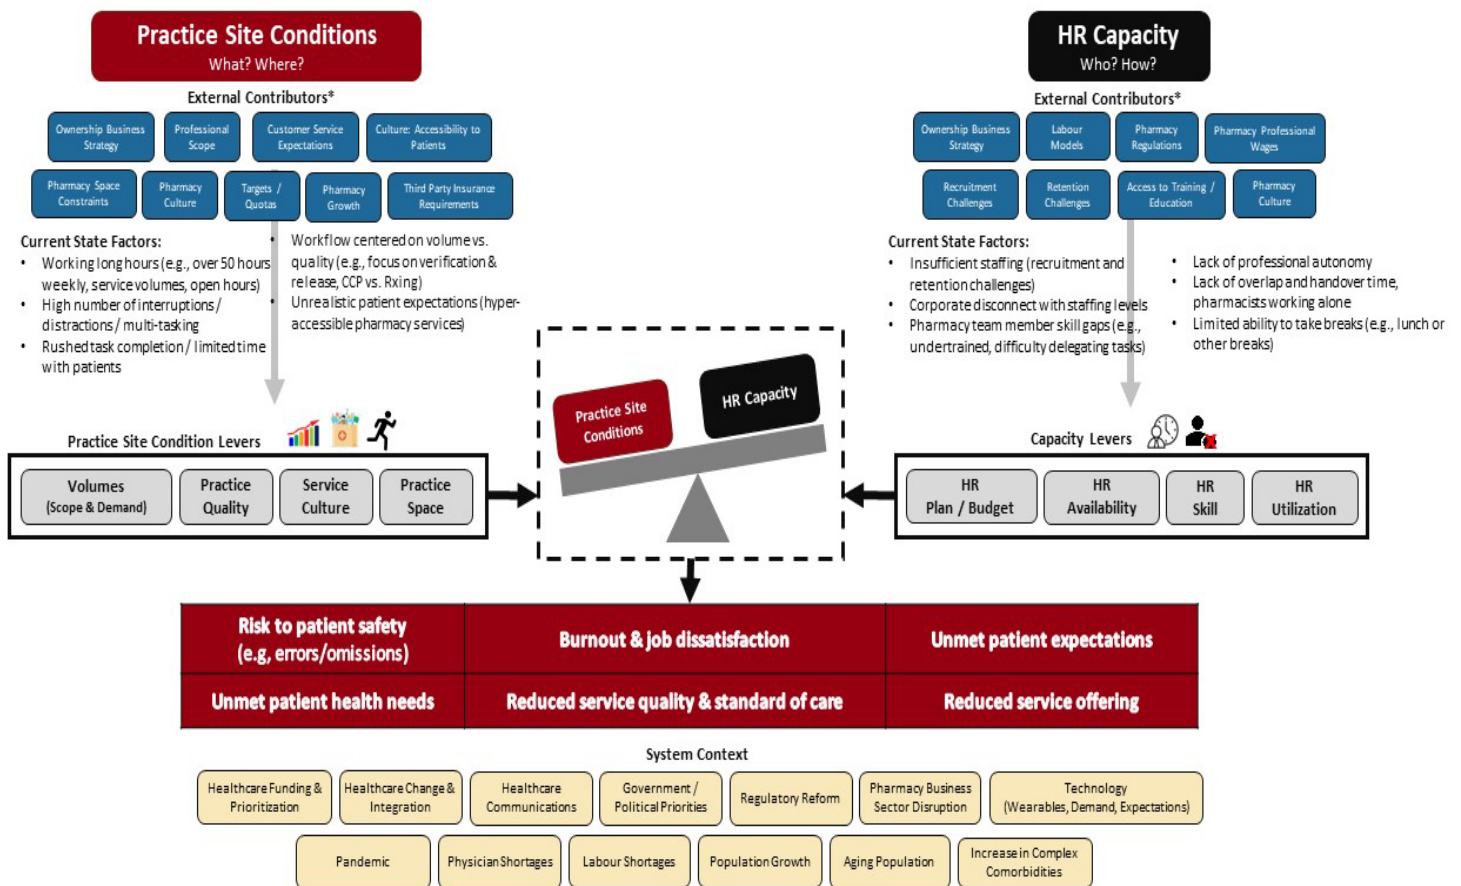 Practice Site Conditions
What? Where?
External Contributors*
Ownership Business
Strategy
Professional
Scope
Customer Service
Expectations
Culture: Accessibility to
Patients
Pharmacy Space
Constraints
Pharmacy
Culture
Targets /
Quotas
Pharmacy
Growth
Third Party Insurance
Requirements
Current State Factors:
• Working long hours (e.g., over 50 hours
weekly, service volumes, open hours)
• High number of interruptions /
distractions / multi-tasking
• Rushed task completion / limited time
with patients
• Workflow centered on volume vs.
quality (e.g., focus on verification &
release, CCP vs. Rxing)
• Unrealistic patient expectations (hyper-
accessible pharmacy services)
Practice Site Condition Levers
Volumes
(Scope & Demand)
Practice
Quality
Service
Culture
Practice
Space
HR Capacity
Who? How?
External Contributors*
Ownership Business
Strategy
Labour
Models
Pharmacy
Regulations
Pharmacy Professional
Wages
Recruitment
Challenges
Retention
Challenges
Access to Training /
Education
Pharmacy
Culture
Current State Factors:
• Insufficient staffing (recruitment and
retention challenges)
• Corporate disconnect with staffing levels
• Pharmacy team member skill gaps (e.g.,
undertrained, difficulty delegating tasks)
• Lack of professional autonomy
• Lack of overlap and handover time,
pharmacists working alone
• Limited ability to take breaks (e.g., lunch or
other breaks)
Capacity Levers
HR
Plan / Budget
HR
Availability
HR
Skill
HR
Utilization
Practice Site
Conditions
HR Capacity
Risk to patient safety
(e.g, errors/omissions)
Burnout & job dissatisfaction
Unmet patient expectations
Unmet patient health needs
Reduced service quality & standard of care
Reduced service offering
System Context
Healthcare Funding &
Prioritization
Healthcare Change &
Integration
Healthcare
Communications
Government /
Political Priorities
Regulatory Reform
Pharmacy Business
Sector Disruption
Technology
(Wearables, Demand, Expectations)
Pandemic
Physician Shortages
Labour Shortages
Population Growth
Aging Population
Increase in Complex
Comorbidities